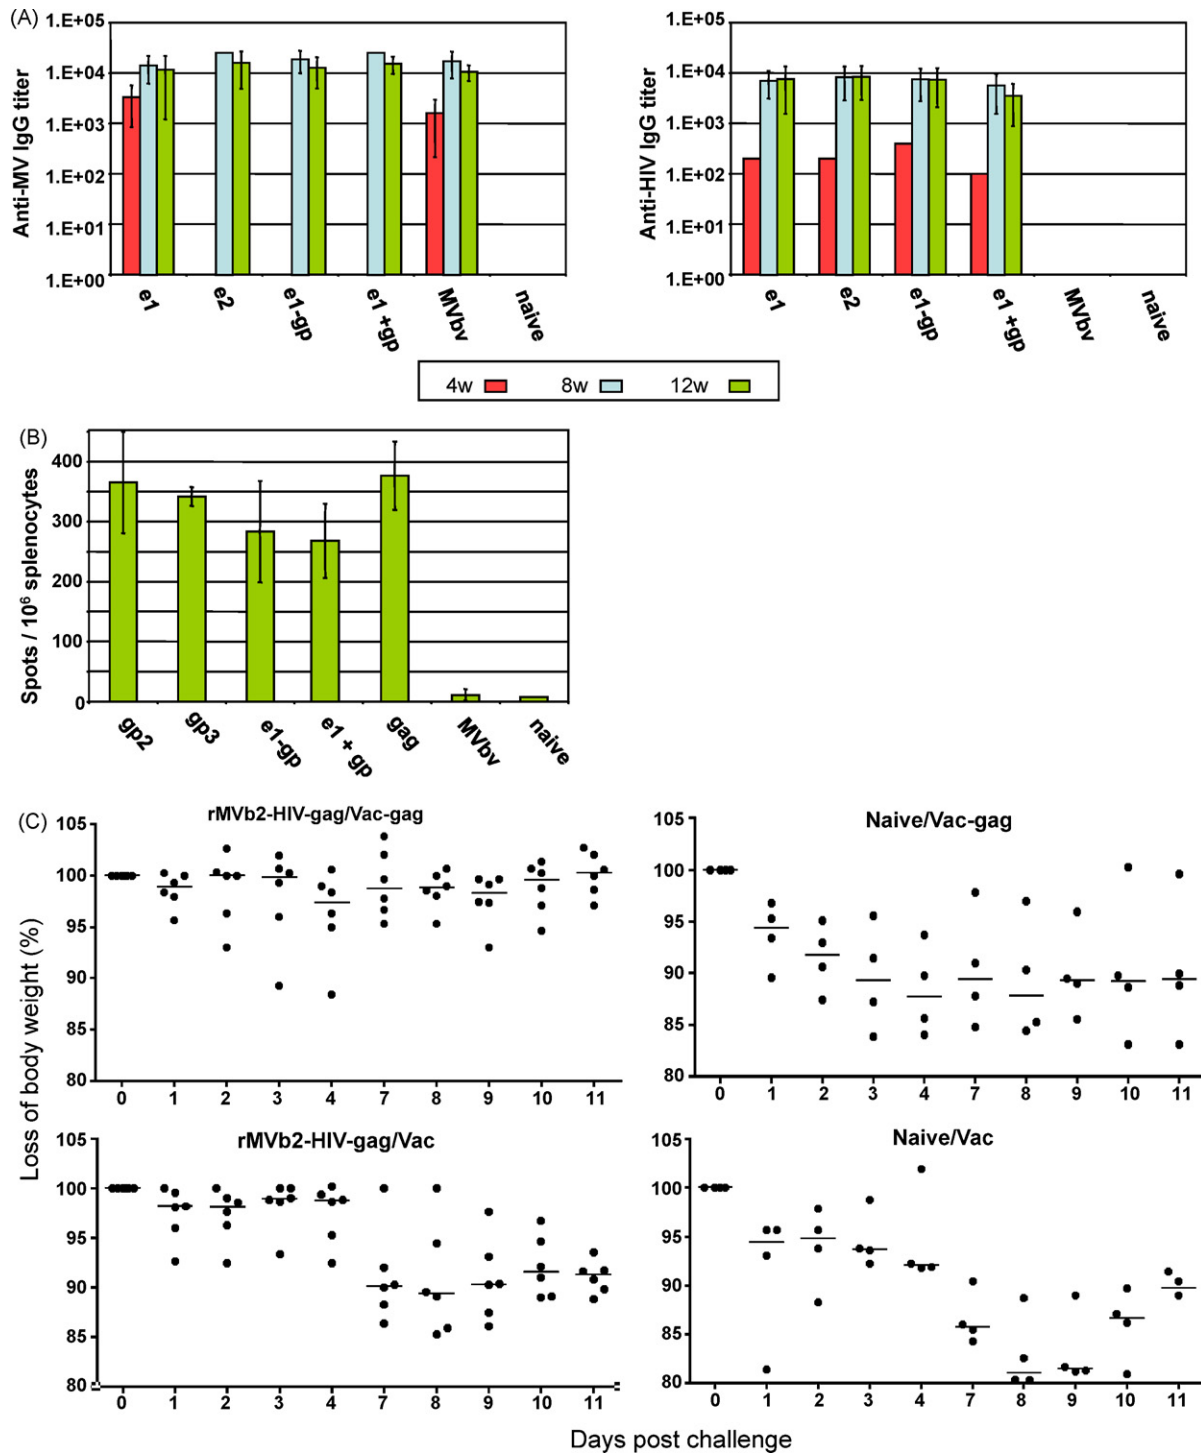 (A)
Anti-MV IgG titer
1.E+05
1.E+04
1.E+03
1.E+02
1.E+01
1.E+00
e1 e2 e1-gp e1 +gp MVbv naive
Anti-HIV IgG titer
1.E+05
1.E+04
1.E+03
1.E+02
1.E+01
1.E+00
e1 e2 e1-gp e1 +gp MVbv naive
4w 8w 12w
(B)
Spots / 10⁶ splenocytes
400
300
200
100
0
gp2 gp3 e1-gp e1 + gp gag MVbv naive
(C)
Loss of body weight (%)
rMVb2-HIV-gag/Vac-gag
105
100
95
90
85
80
0 1 2 3 4 7 8 9 10 11
Naive/Vac-gag
105
100
95
90
85
80
0 1 2 3 4 7 8 9 10 11
rMVb2-HIV-gag/Vac
105
100
95
90
85
80
0 1 2 3 4 7 8 9 10 11
Naive/Vac
105
100
95
90
85
80
0 1 2 3 4 7 8 9 10 11
Days post challenge